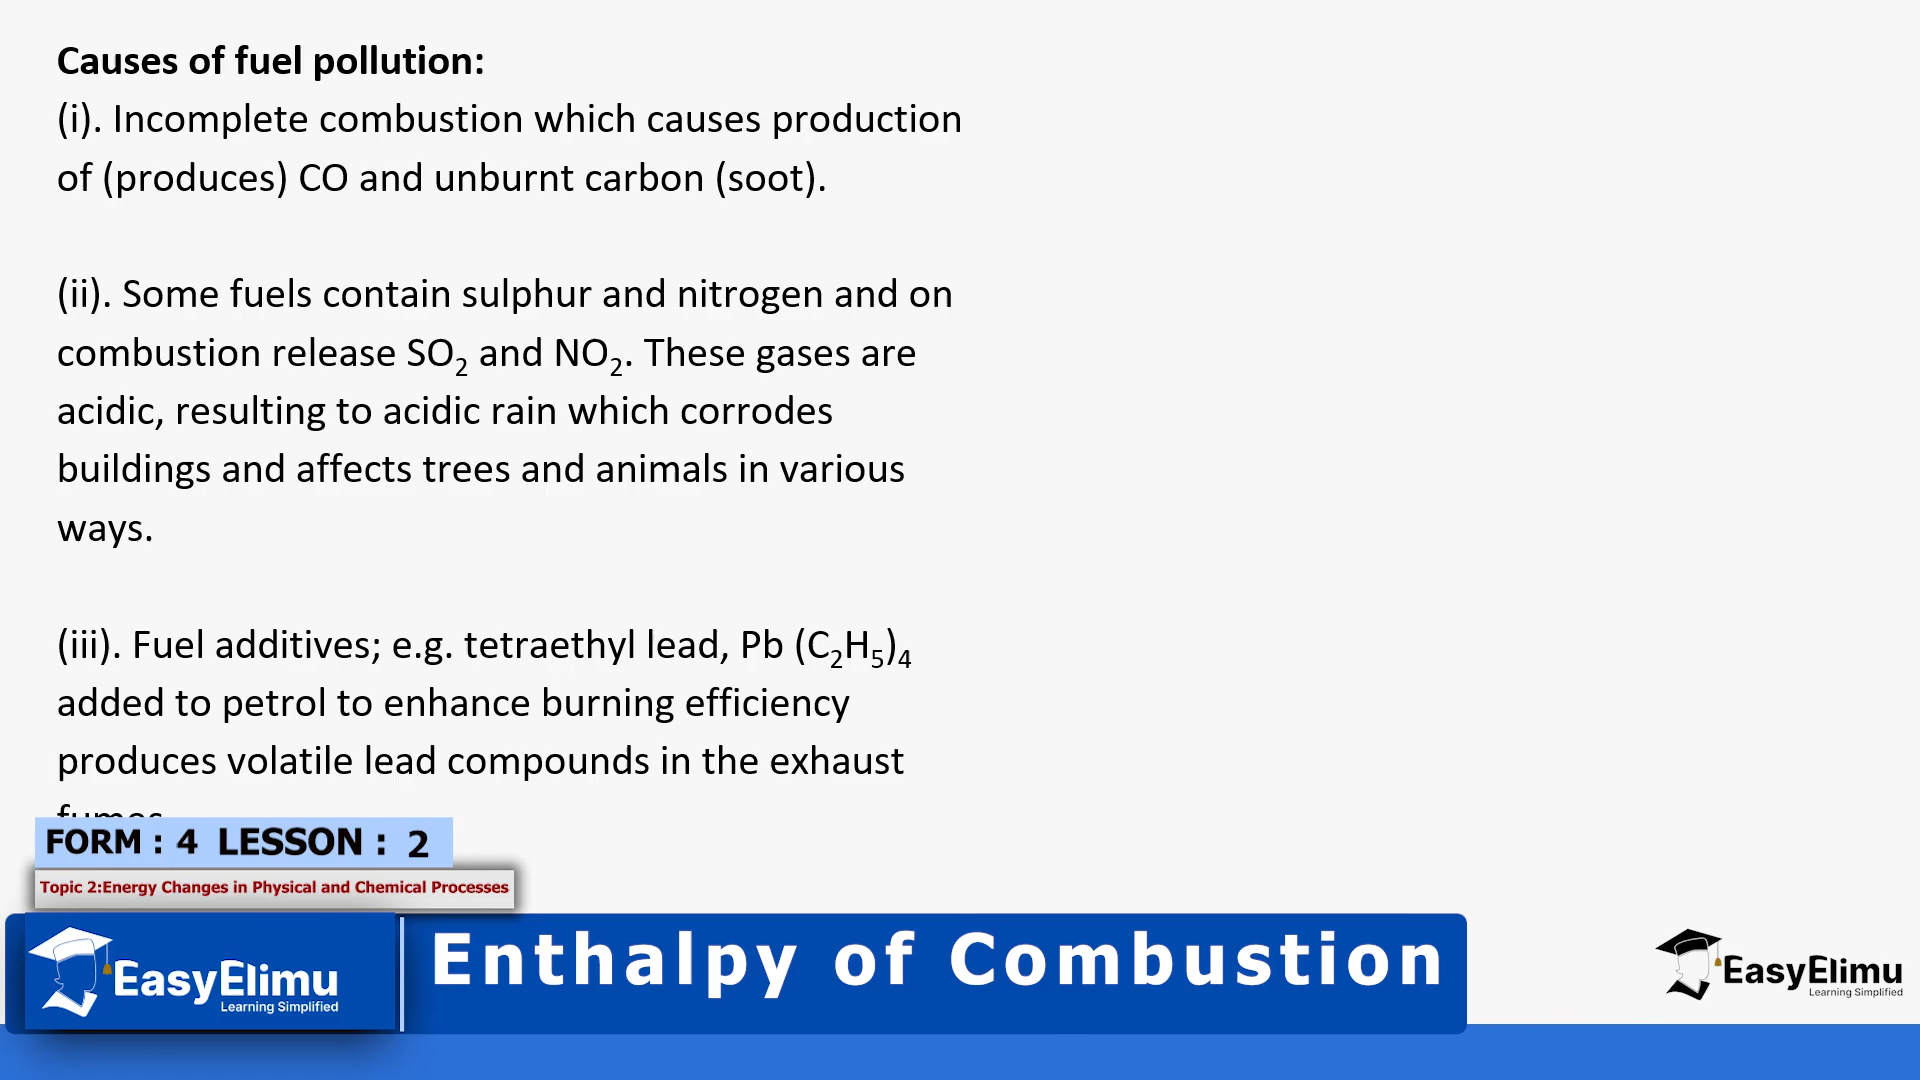 Causes of fuel pollution:
(i). Incomplete combustion which causes production
of (produces) CO and unburnt carbon (soot).
(ii). Some fuels contain sulphur and nitrogen and on
combustion release SO₂ and NO₂. These gases are
acidic, resulting to acidic rain which corrodes
buildings and affects trees and animals in various
ways.
(iii). Fuel additives; e.g. tetraethyl lead, Pb (C₂H₅)₄
added to petrol to enhance burning efficiency
produces volatile lead compounds in the exhaust
fumes
FORM : 4 LESSON : 2
Topic 2:Energy Changes in Physical and Chemical Processes
EasyElimu
Learning Simplified
Enthalpy of Combustion
EasyElimu
Learning Simplified